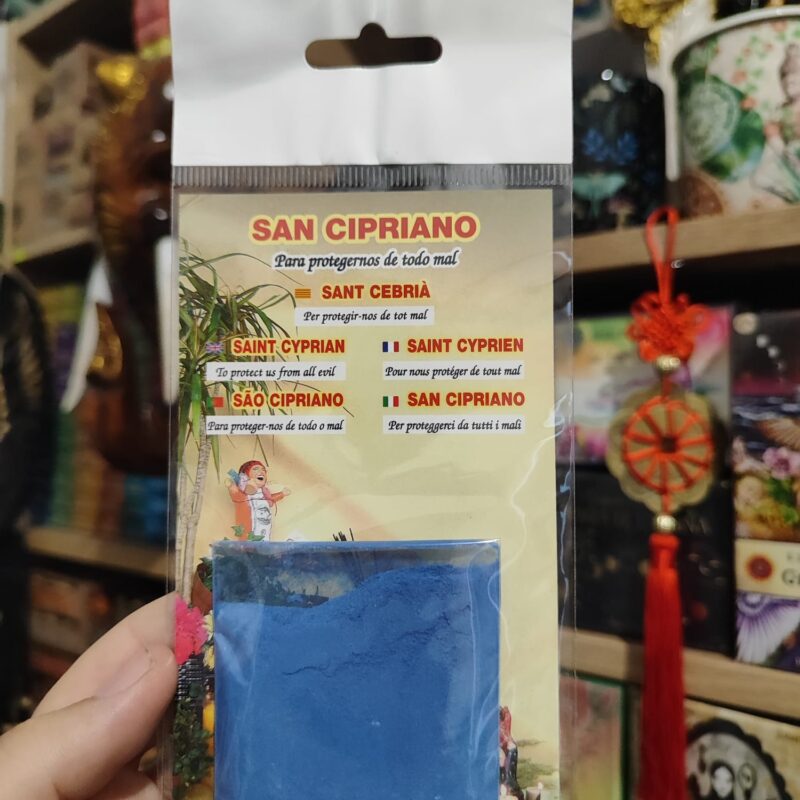 SAN CIPRIANO
Para protegernos de todo mal
SANT CEBRIÀ
Per protegir-nos de tot mal
SAINT CYPRIAN
SAINT CYPRIEN
To protect us from all evil
Pour nous protéger de tout mal
SÃO CIPRIANO
SAN CIPRIANO
Para proteger-nos de todo o mal
Per proteggerci da tutti i mali